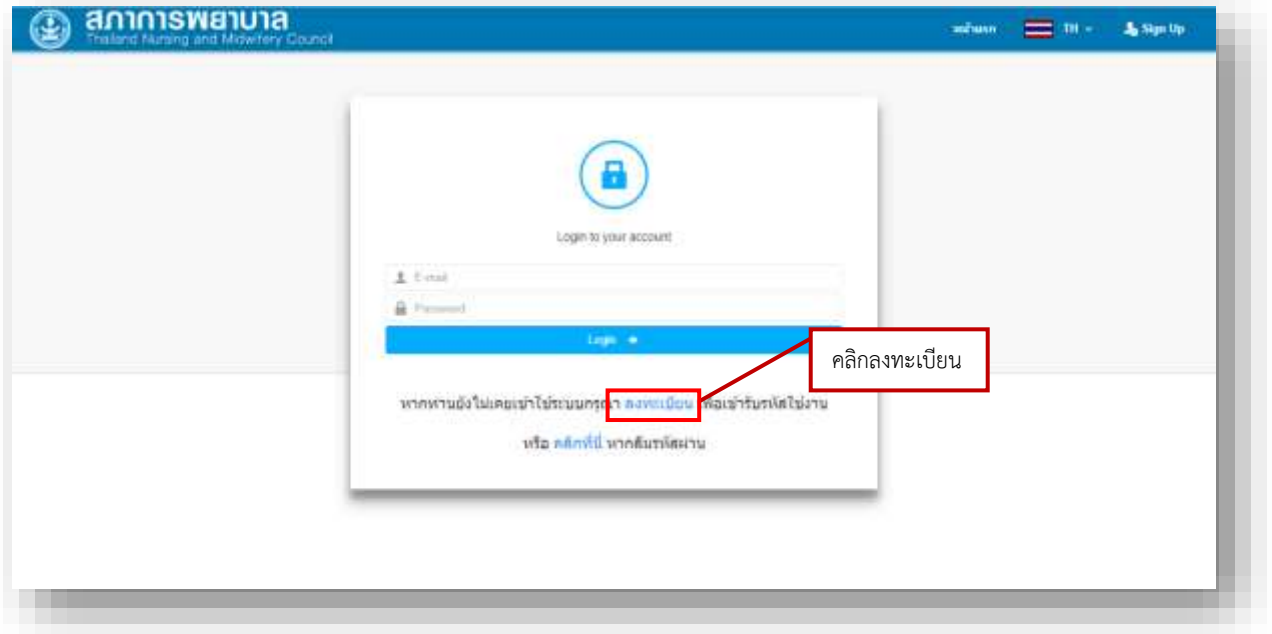 สภาการพยาบาล
Thailand Nursing and Midwifery Council
หน้าแรก TH Sign Up
Login to your account
E-mail
Password
Login
คลิกลงทะเบียน
หากท่านยังไม่เคยเข้าใช้ระบบกรุณา ลงทะเบียน เพื่อเข้ารับรหัสใช้งาน
หรือ คลิกที่นี่ หากลืมรหัสผ่าน